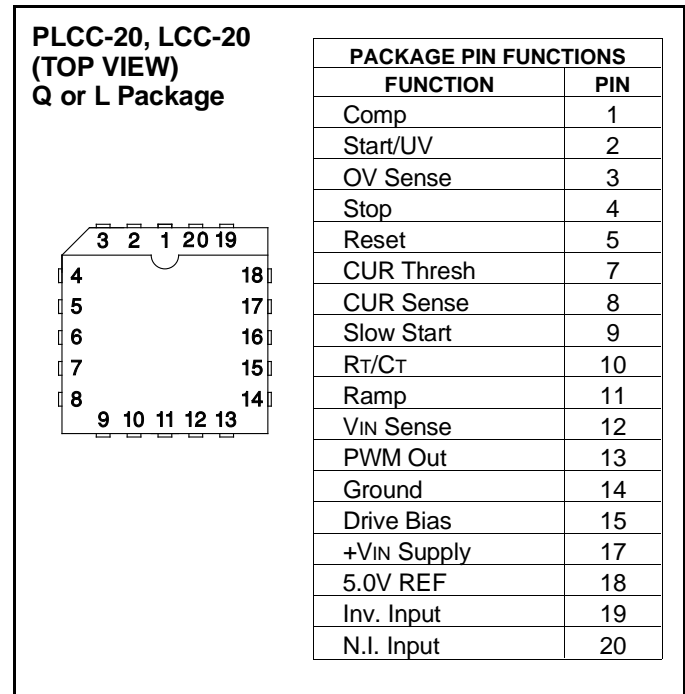 PLCC-20, LCC-20
(TOP VIEW)
Q or L Package
3 2 1 20 19
4 18
5 17
6 16
7 15
8 14
9 10 11 12 13
PACKAGE PIN FUNCTIONS
FUNCTION PIN
Comp 1
Start/UV 2
OV Sense 3
Stop 4
Reset 5
CUR Thresh 7
CUR Sense 8
Slow Start 9
RT/CT 10
Ramp 11
VIN Sense 12
PWM Out 13
Ground 14
Drive Bias 15
+VIN Supply 17
5.0V REF 18
Inv. Input 19
N.I. Input 20